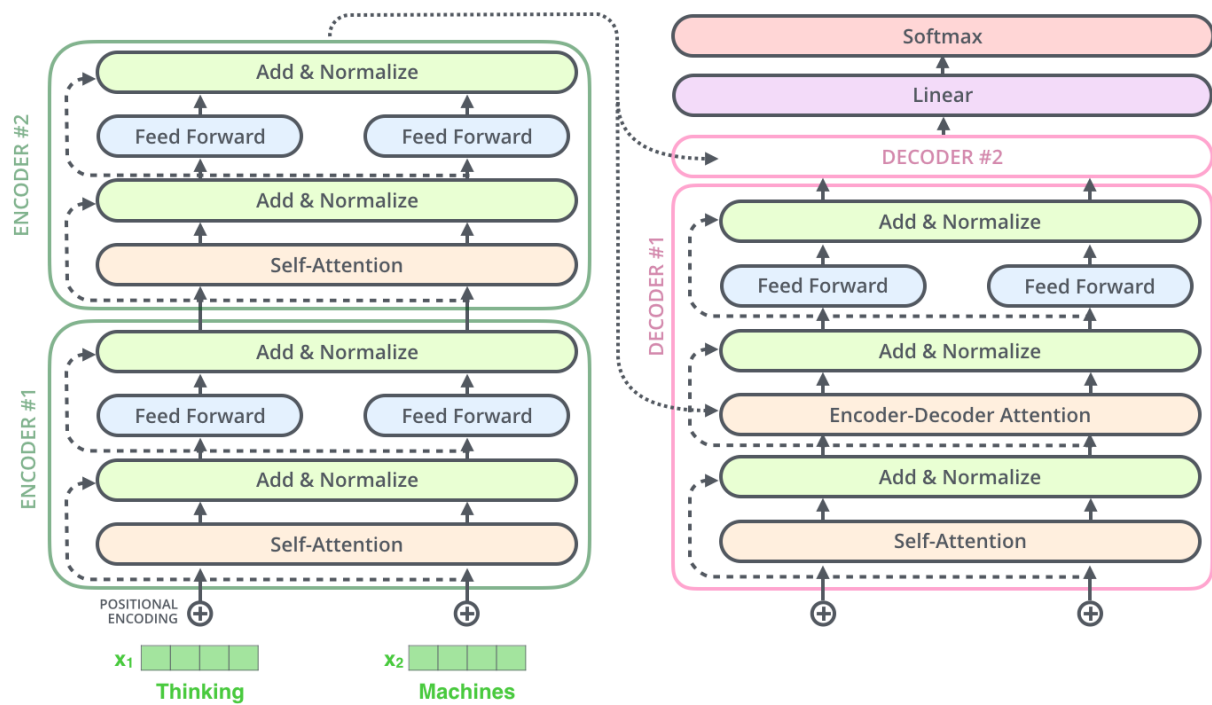 ENCODER #2
Add & Normalize
Feed Forward
Feed Forward
Add & Normalize
Self-Attention
ENCODER #1
Add & Normalize
Feed Forward
Feed Forward
Add & Normalize
Self-Attention
POSITIONAL
ENCODING
x₁
x₂
Thinking
Machines
Softmax
Linear
DECODER #2
DECODER #1
Add & Normalize
Feed Forward
Feed Forward
Add & Normalize
Encoder-Decoder Attention
Add & Normalize
Self-Attention